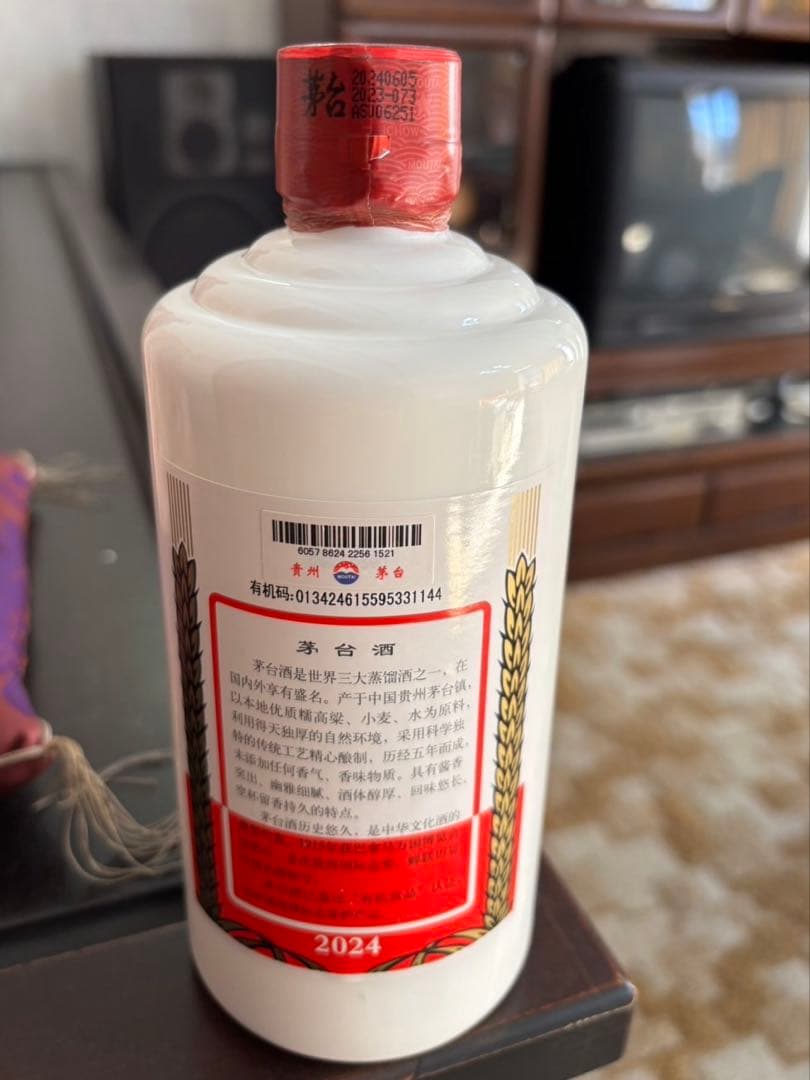 茅台
20240605
2023-073
ASU06251
CHOW
MOUTAI
6057 8624 2256 1521
贵州 MOUTAI 茅台
有机码:013424615595331144
茅台酒
茅台酒是世界三大蒸馏酒之一，在
国内外享有盛名。产于中国贵州茅台镇，
以本地优质糯高粱、小麦、水为原料，
利用得天独厚的自然环境，采用科学独
特的传统工艺精心酿制，历经五年而成，
未添加任何香气、香味物质。具有酱香
突出、幽雅细腻、酒体醇厚、回味悠长、
空杯留香持久的特点。
茅台酒历史悠久，是中华文化酒的
2024